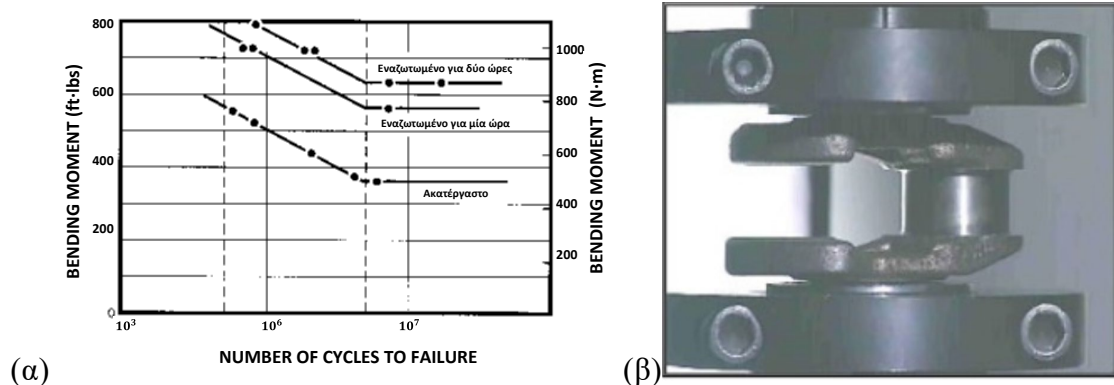 800
600
400
200
0
BENDING MOMENT (ft·lbs)
Εναζωτωμένο για δύο ώρες
Εναζωτωμένο για μία ώρα
Ακατέργαστο
1000
800
600
400
200
BENDING MOMENT (N·m)
10³
10⁶
10⁷
NUMBER OF CYCLES TO FAILURE
(α)
(β)